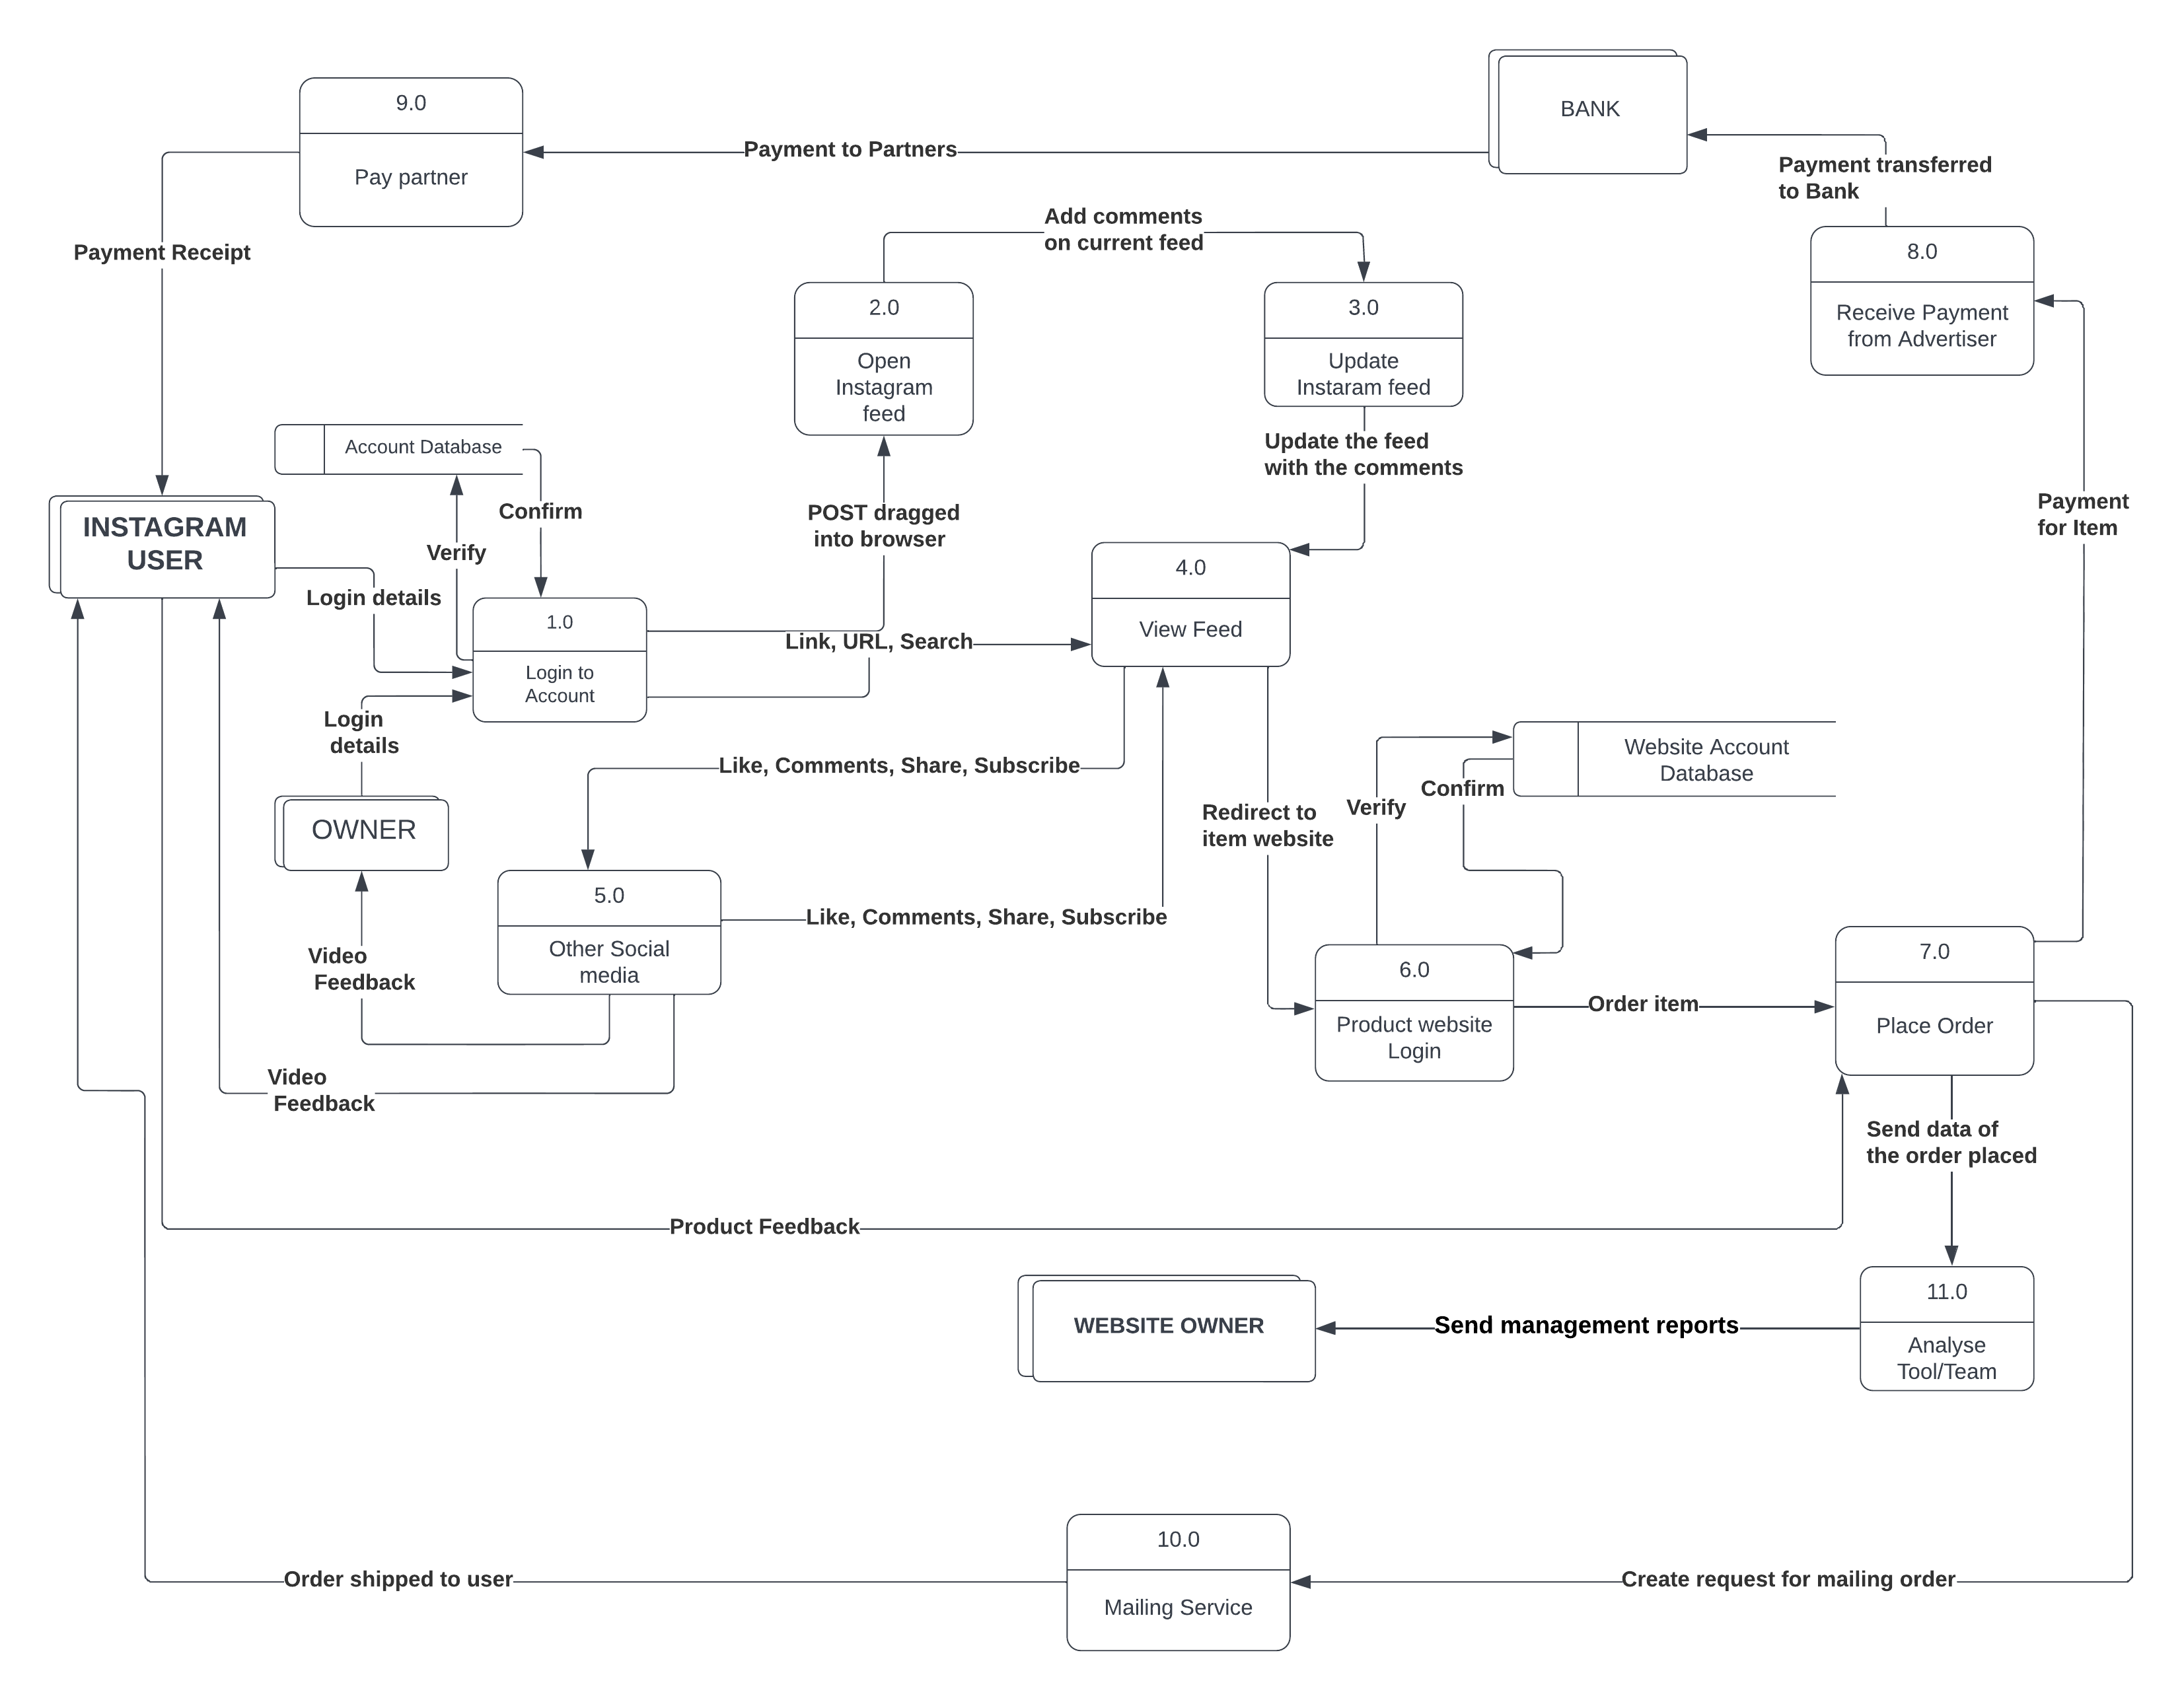 9.0
Pay partner
BANK
Payment to Partners
Payment transferred
to Bank
Payment Receipt
Add comments
on current feed
8.0
Receive Payment
from Advertiser
2.0
Open
Instagram
feed
3.0
Update
Instaram feed
Account Database
Update the feed
with the comments
Confirm
POST dragged
into browser
Payment
for Item
INSTAGRAM
USER
Verify
Login details
4.0
View Feed
1.0
Login to
Account
Link, URL, Search
Login
details
Like, Comments, Share, Subscribe
Website Account
Database
Confirm
Verify
Redirect to
item website
OWNER
5.0
Other Social
media
Like, Comments, Share, Subscribe
Video
Feedback
6.0
Product website
Login
Order item
7.0
Place Order
Video
Feedback
Send data of
the order placed
Product Feedback
WEBSITE OWNER
Send management reports
11.0
Analyse
Tool/Team
10.0
Mailing Service
Order shipped to user
Create request for mailing order